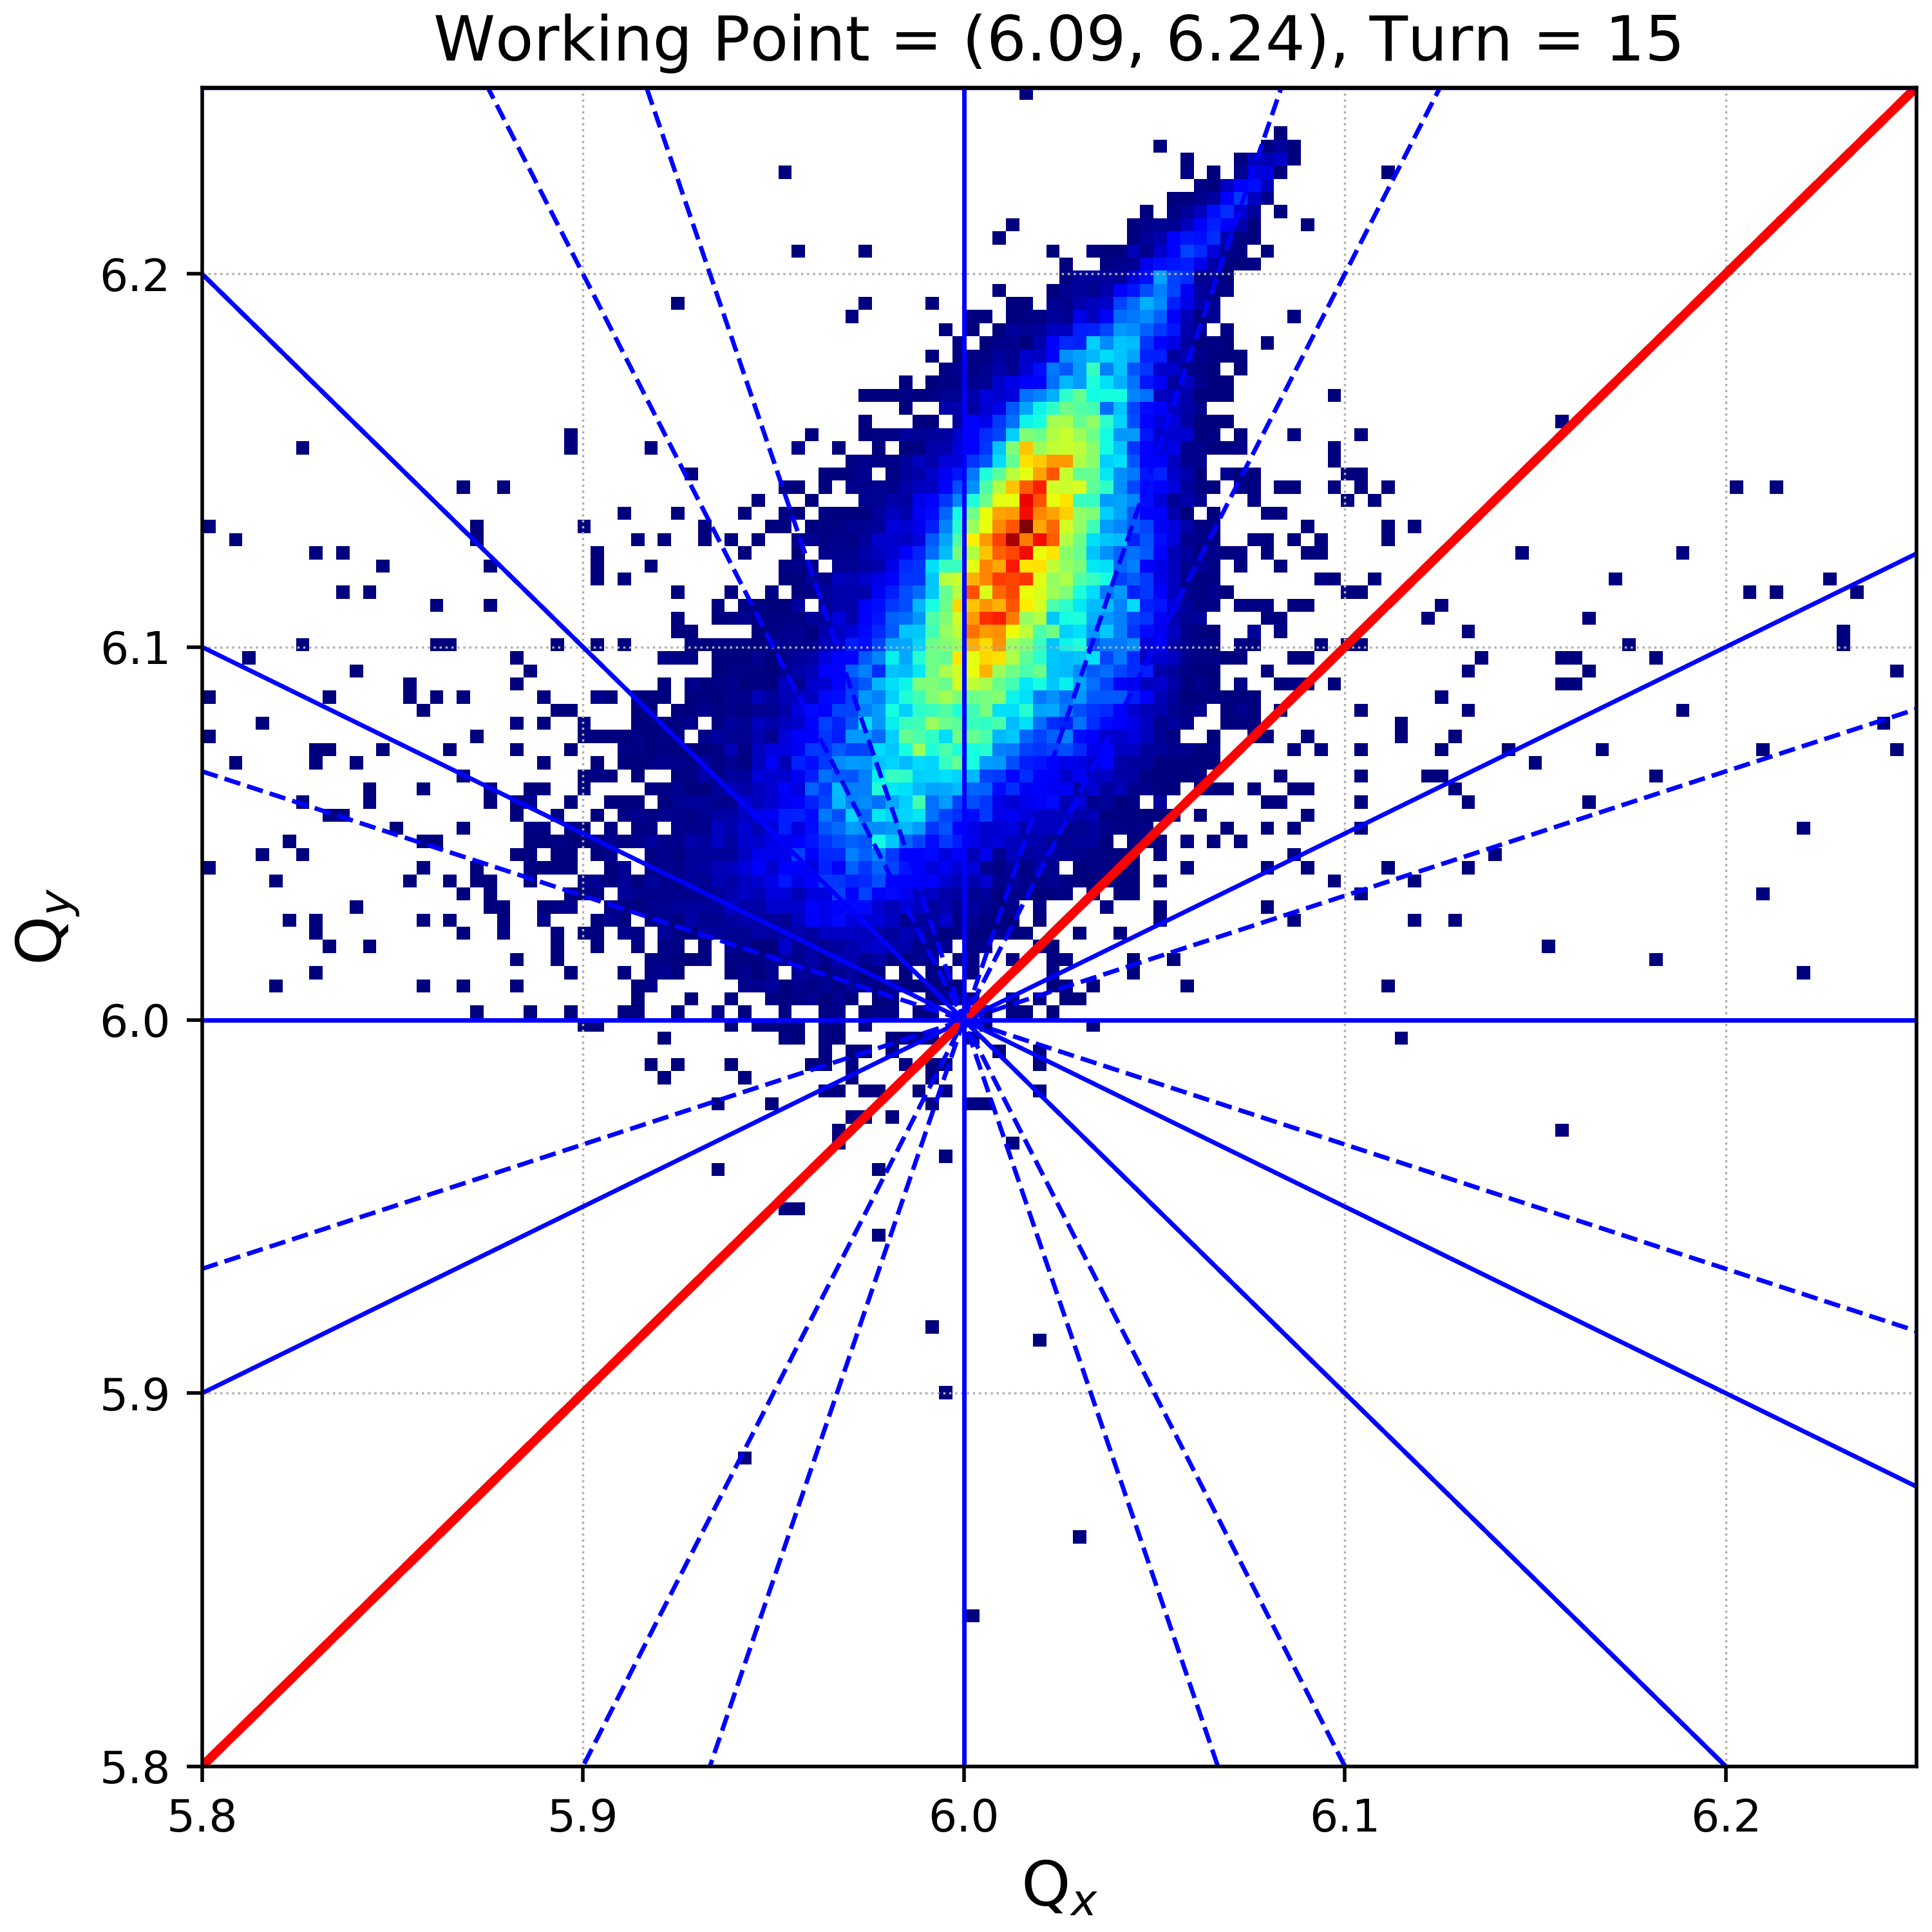 Working Point = (6.09, 6.24), Turn = 15
6.2
6.1
6.0
5.9
5.8
Qy
5.8 5.9 6.0 6.1 6.2
Qx